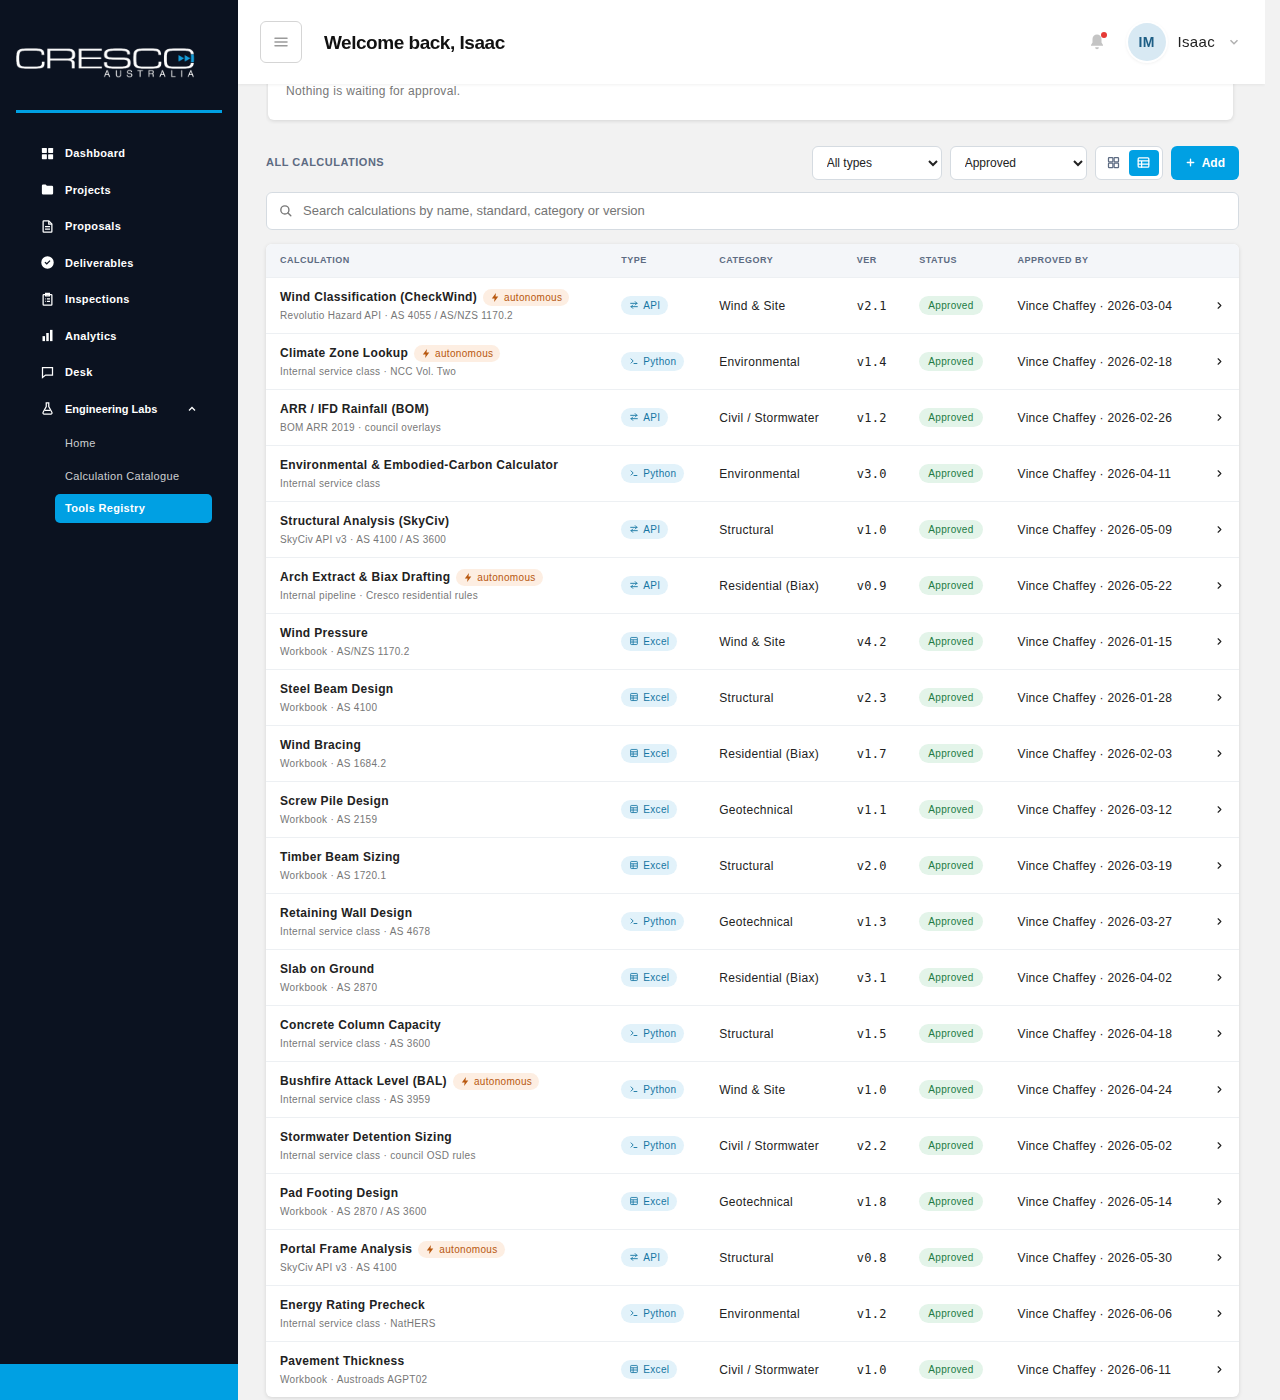 CRESCO
AUSTRALIA
Dashboard
Projects
Proposals
Deliverables
Inspections
Analytics
Desk
Engineering Labs
Home
Calculation Catalogue
Tools Registry
Welcome back, Isaac
IM Isaac
Nothing is waiting for approval.
ALL CALCULATIONS All types Approved Add
Search calculations by name, standard, category or version
CALCULATION TYPE CATEGORY VER STATUS APPROVED BY
Wind Classification (CheckWind) autonomous API Wind & Site v2.1 Approved Vince Chaffey · 2026-03-04
Revolutio Hazard API · AS 4055 / AS/NZS 1170.2
Climate Zone Lookup autonomous Python Environmental v1.4 Approved Vince Chaffey · 2026-02-18
Internal service class · NCC Vol. Two
ARR / IFD Rainfall (BOM) API Civil / Stormwater v1.2 Approved Vince Chaffey · 2026-02-26
BOM ARR 2019 · council overlays
Environmental & Embodied-Carbon Calculator Python Environmental v3.0 Approved Vince Chaffey · 2026-04-11
Internal service class
Structural Analysis (SkyCiv) API Structural v1.0 Approved Vince Chaffey · 2026-05-09
SkyCiv API v3 · AS 4100 / AS 3600
Arch Extract & Biax Drafting autonomous API Residential (Biax) v0.9 Approved Vince Chaffey · 2026-05-22
Internal pipeline · Cresco residential rules
Wind Pressure Excel Wind & Site v4.2 Approved Vince Chaffey · 2026-01-15
Workbook · AS/NZS 1170.2
Steel Beam Design Excel Structural v2.3 Approved Vince Chaffey · 2026-01-28
Workbook · AS 4100
Wind Bracing Excel Residential (Biax) v1.7 Approved Vince Chaffey · 2026-02-03
Workbook · AS 1684.2
Screw Pile Design Excel Geotechnical v1.1 Approved Vince Chaffey · 2026-03-12
Workbook · AS 2159
Timber Beam Sizing Excel Structural v2.0 Approved Vince Chaffey · 2026-03-19
Workbook · AS 1720.1
Retaining Wall Design Python Geotechnical v1.3 Approved Vince Chaffey · 2026-03-27
Internal service class · AS 4678
Slab on Ground Excel Residential (Biax) v3.1 Approved Vince Chaffey · 2026-04-02
Workbook · AS 2870
Concrete Column Capacity Python Structural v1.5 Approved Vince Chaffey · 2026-04-18
Internal service class · AS 3600
Bushfire Attack Level (BAL) autonomous Python Wind & Site v1.0 Approved Vince Chaffey · 2026-04-24
Internal service class · AS 3959
Stormwater Detention Sizing Python Civil / Stormwater v2.2 Approved Vince Chaffey · 2026-05-02
Internal service class · council OSD rules
Pad Footing Design Excel Geotechnical v1.8 Approved Vince Chaffey · 2026-05-14
Workbook · AS 2870 / AS 3600
Portal Frame Analysis autonomous API Structural v0.8 Approved Vince Chaffey · 2026-05-30
SkyCiv API v3 · AS 4100
Energy Rating Precheck Python Environmental v1.2 Approved Vince Chaffey · 2026-06-06
Internal service class · NatHERS
Pavement Thickness Excel Civil / Stormwater v1.0 Approved Vince Chaffey · 2026-06-11
Workbook · Austroads AGPT02